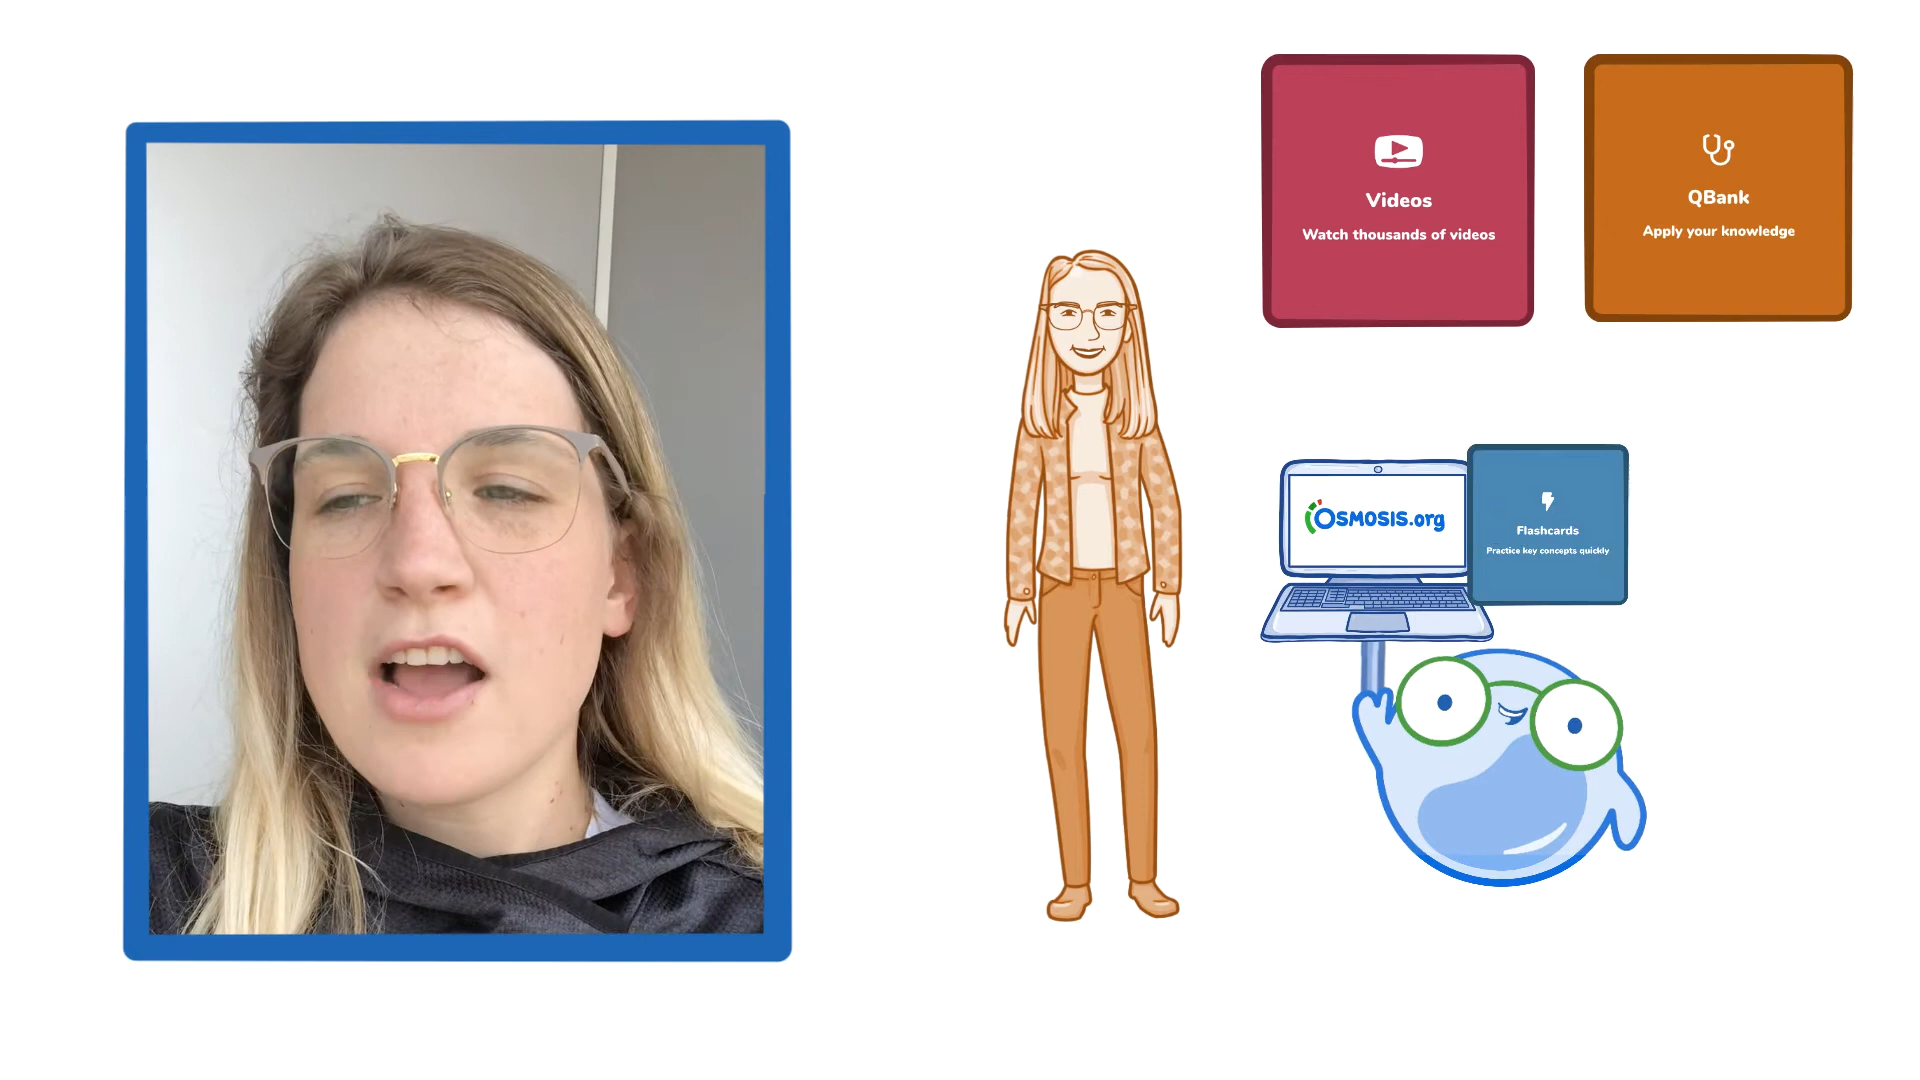 Videos
Watch thousands of videos
QBank
Apply your knowledge
OSMOSIS.org
Flashcards
Practice key concepts quickly